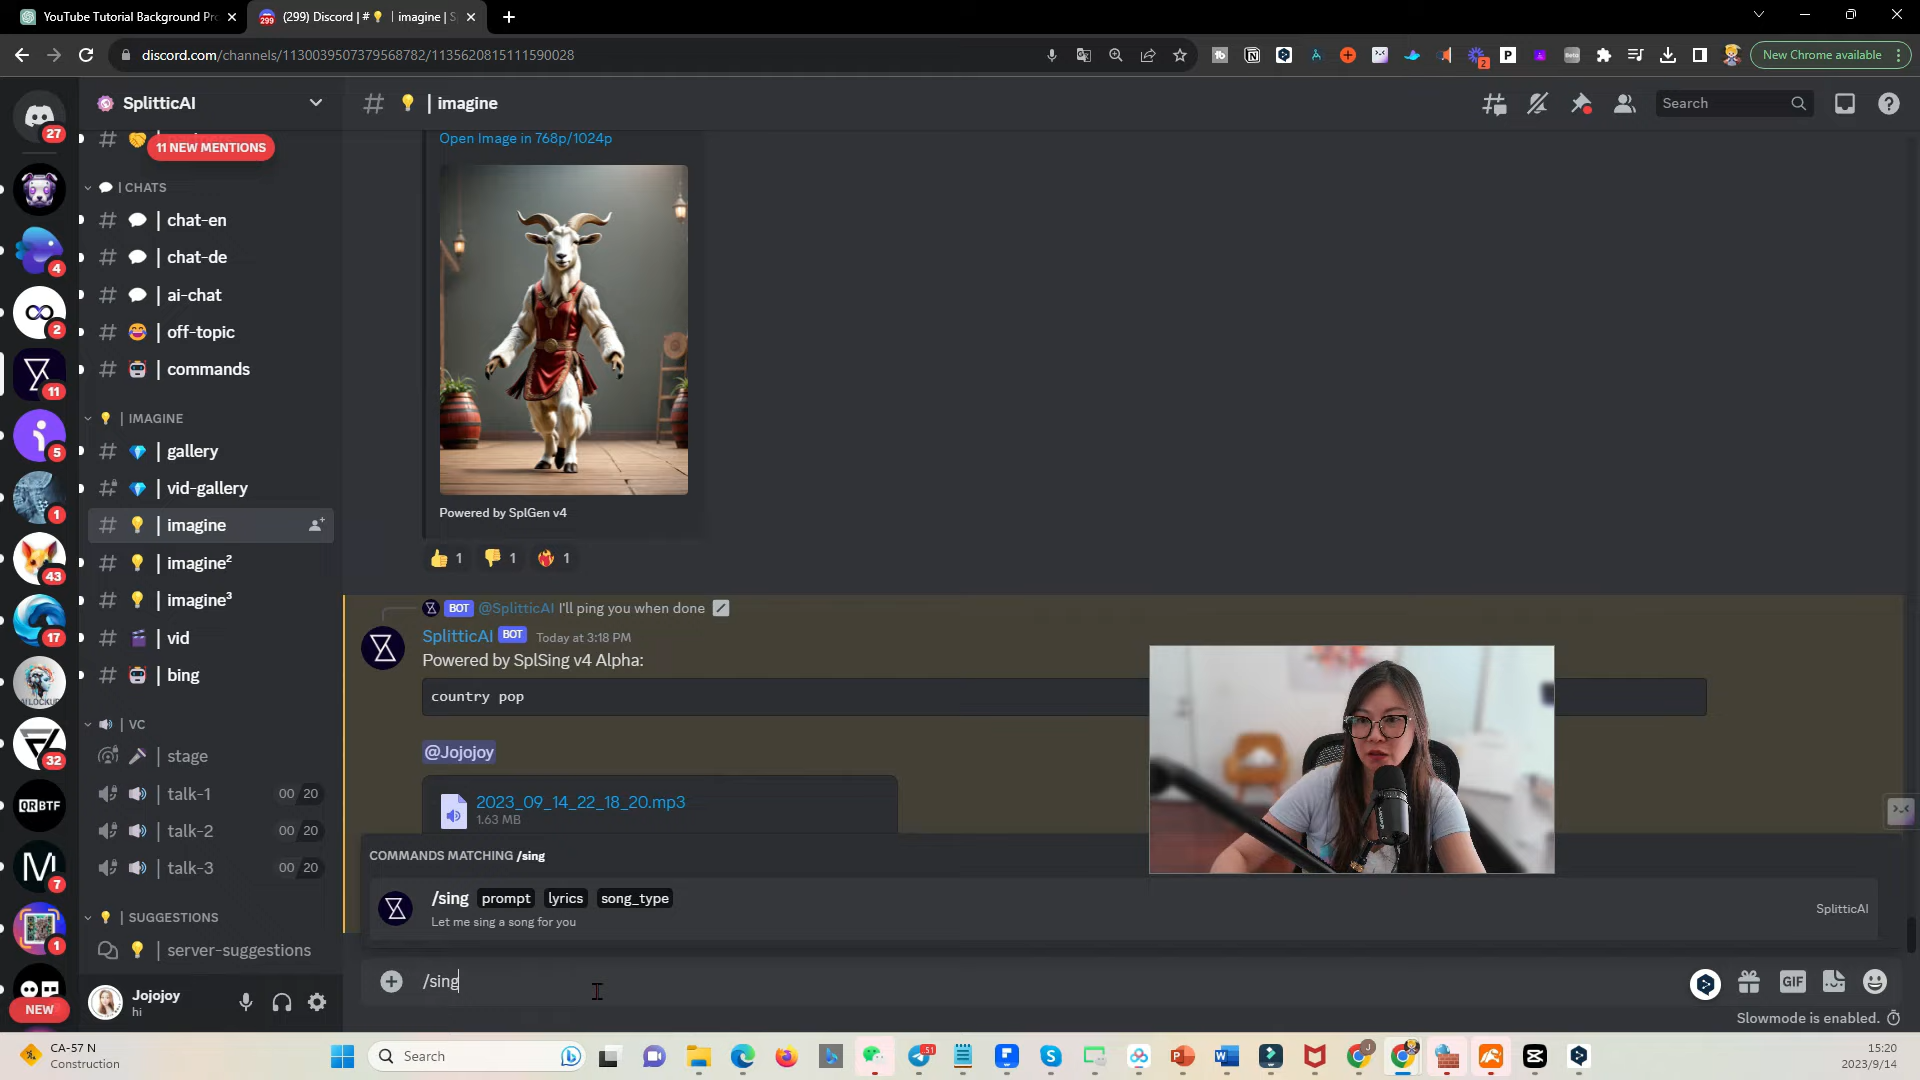 YouTube Tutorial Background Pr
(299) Discord | # | imagine | S
discord.com/channels/1130039507379568782/1135620815111590028
New Chrome available
27
4
2
11
5
1
43
17
32
QRBTF
7
1
NEW
SplitticAI
11 NEW MENTIONS
| CHATS
| chat-en
| chat-de
| ai-chat
| off-topic
| commands
| IMAGINE
| gallery
| vid-gallery
| imagine
| imagine²
| imagine³
| vid
| bing
| VC
| stage
| talk-1 00 20
| talk-2 00 20
| talk-3 00 20
| SUGGESTIONS
| server-suggestions
Jojojoy
hi
# | imagine
Search
Open Image in 768p/1024p
Powered by SplGen v4
1 1 1
BOT @SplitticAI I'll ping you when done
SplitticAI BOT Today at 3:18 PM
Powered by SplSing v4 Alpha:
country pop
@Jojojoy
2023_09_14_22_18_20.mp3
1.63 MB
COMMANDS MATCHING /sing
/sing prompt lyrics song_type
Let me sing a song for you
SplitticAI
/sing
GIF
Slowmode is enabled.
CA-57 N
Construction
Search
15:20
2023/9/14